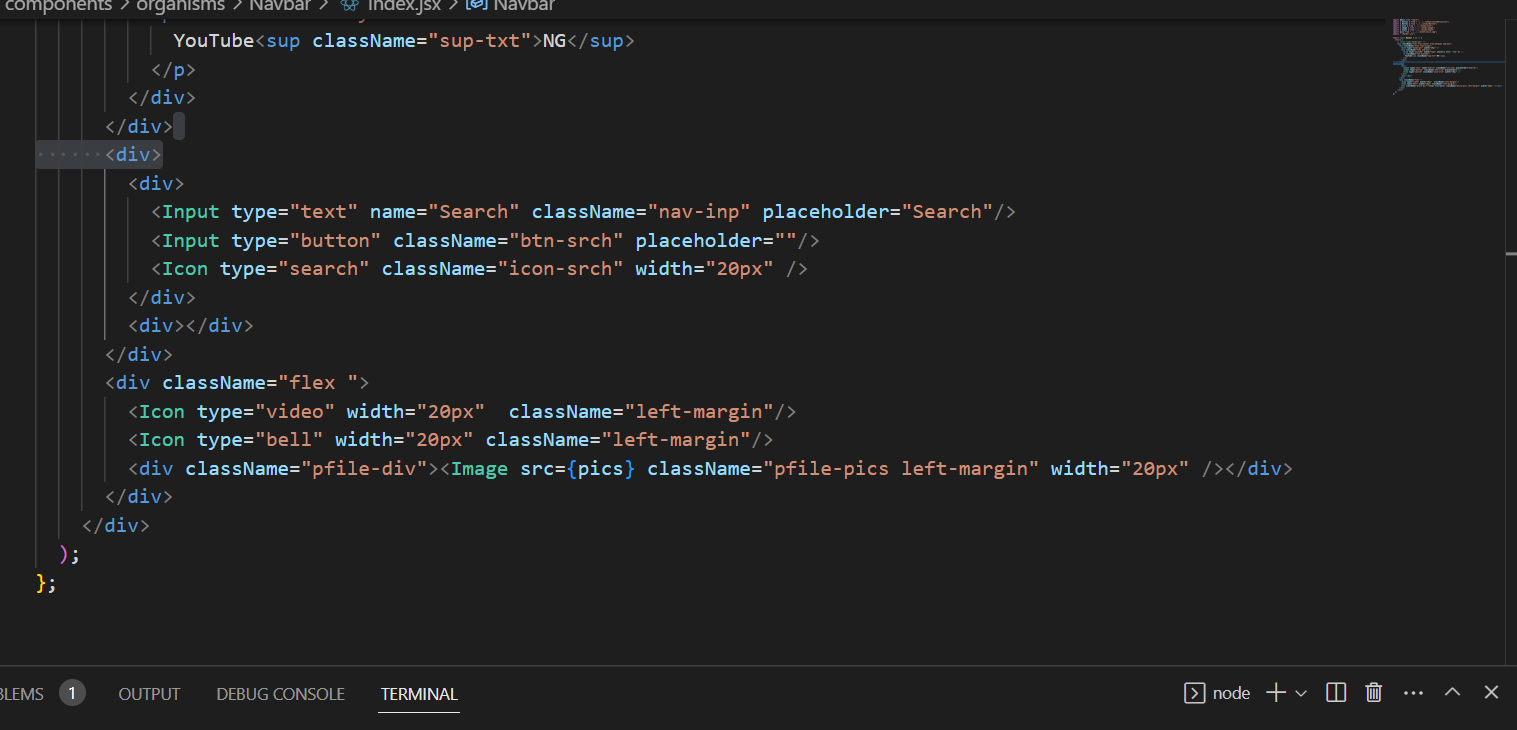 components > organisms > Navbar > index.jsx > Navbar
YouTube<sup className="sup-txt">NG</sup>
</p>
</div>
</div>
<div>
<div>
<Input type="text" name="Search" className="nav-inp" placeholder="Search"/>
<Input type="button" className="btn-srch" placeholder=""/>
<Icon type="search" className="icon-srch" width="20px" />
</div>
<div></div>
</div>
<div className="flex ">
<Icon type="video" width="20px"  className="left-margin"/>
<Icon type="bell" width="20px" className="left-margin"/>
<div className="pfile-div"><Image src={pics} className="pfile-pics left-margin" width="20px" /></div>
</div>
</div>
);
};
BLEMS 1 OUTPUT DEBUG CONSOLE TERMINAL node